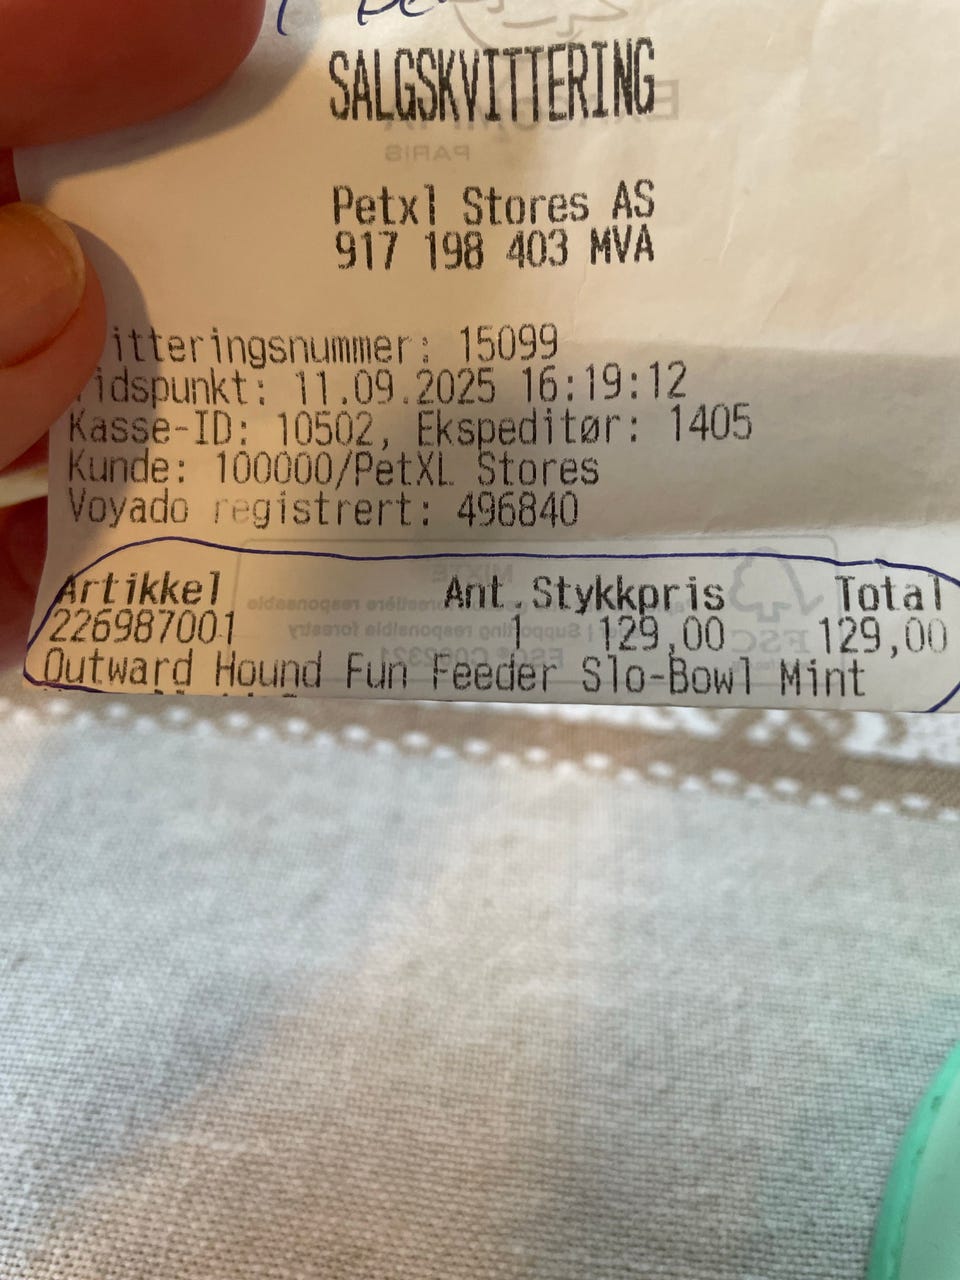 SALGSKVITTERING
PARIS
Petxl Stores AS
917 198 403 MVA
itteringsnummer: 15099
idspunkt: 11.09.2025 16:19:12
Kasse-ID: 10502, Ekspeditør: 1405
Kunde: 100000/PetXL Stores
Voyado registrert: 496840
Artikkel Ant. Stykkpris Total
226987001 1 129,00 129,00
Outward Hound Fun Feeder Slo-Bowl Mint